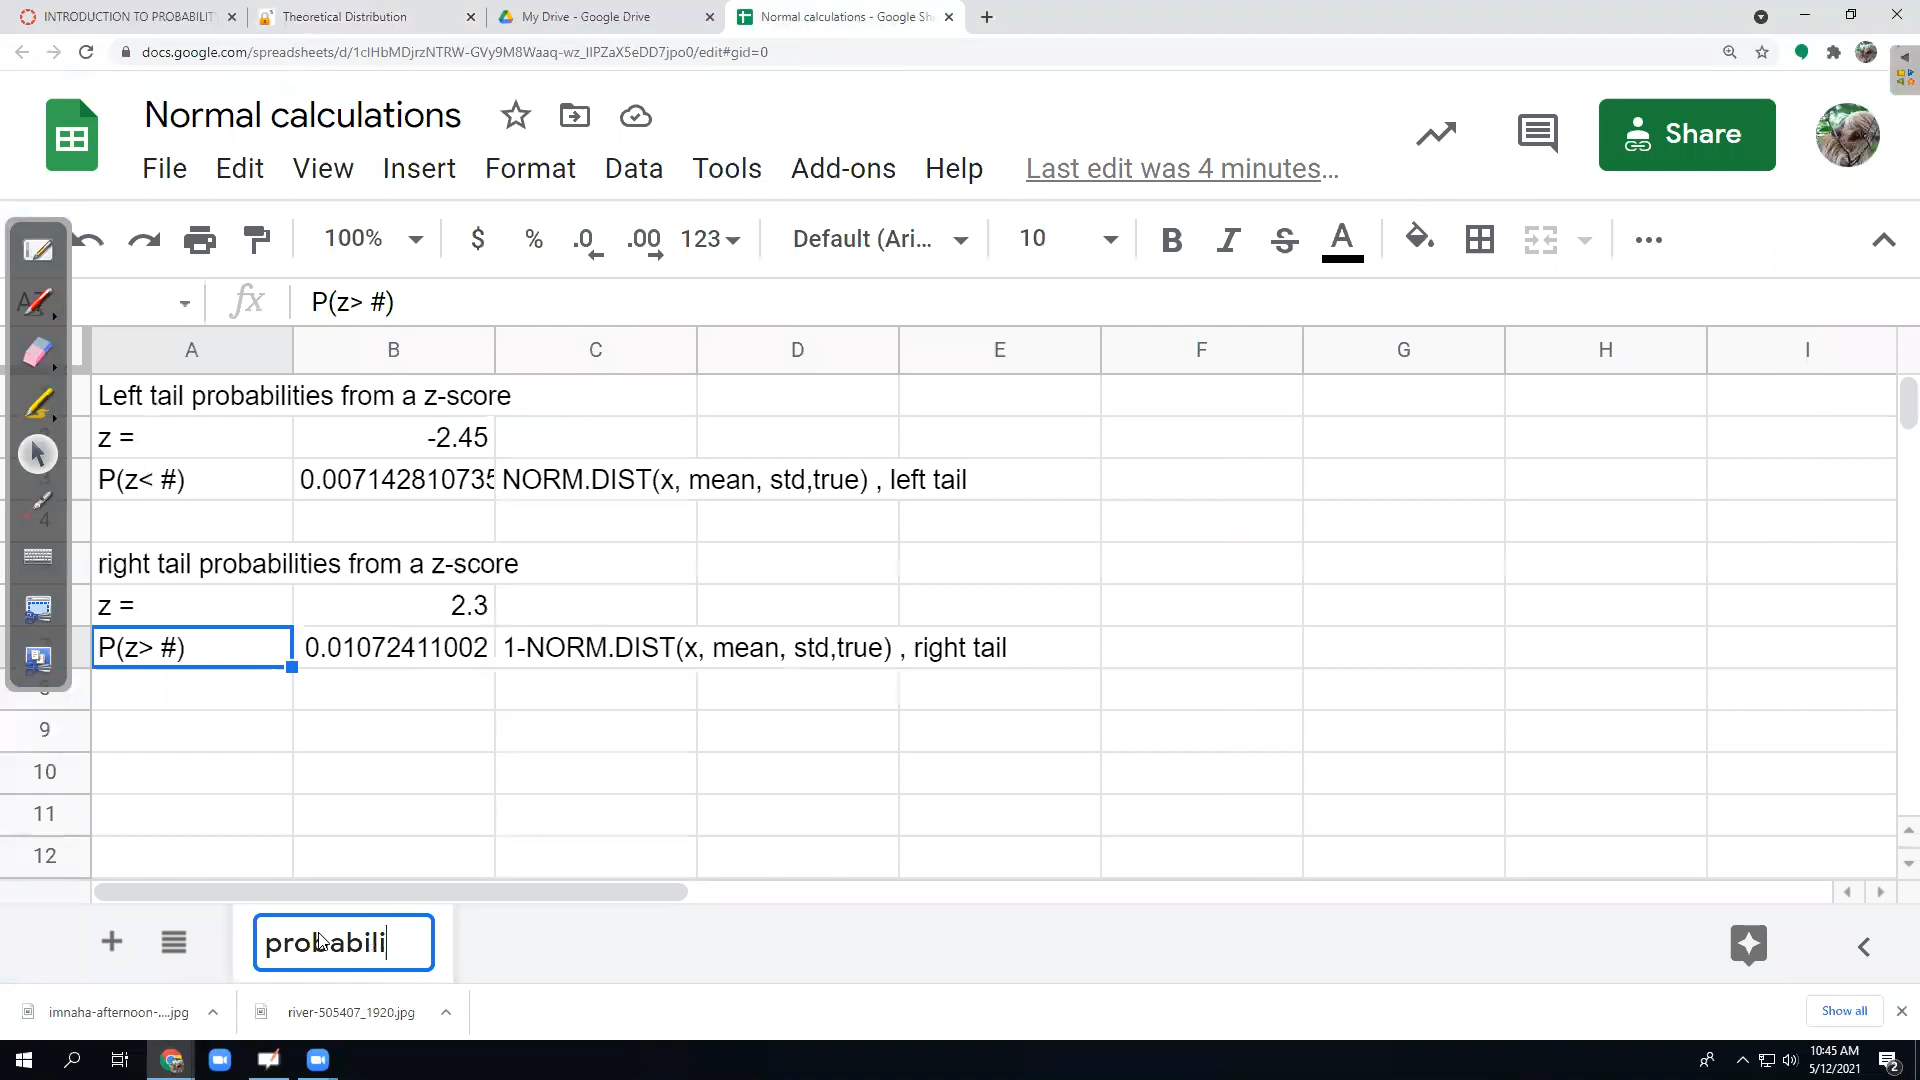 INTRODUCTION TO PROBABILIT
Theoretical Distribution
My Drive - Google Drive
Normal calculations - Google Sh
docs.google.com/spreadsheets/d/1clHbMDjrzNTRW-GVy9M8Waaq-wz_lIPZaX5eDD7jpo0/edit#gid=0
Normal calculations
Share
File Edit View Insert Format Data Tools Add-ons Help Last edit was 4 minutes...
100% $ % .0 .00 123 Default (Ari... 10 B I S A
fx P(z> #)
A B C D E F G H I
Left tail probabilities from a z-score
z = -2.45
P(z< #) 0.007142810735 NORM.DIST(x, mean, std,true) , left tail
4
right tail probabilities from a z-score
z = 2.3
P(z> #) 0.01072411002 1-NORM.DIST(x, mean, std,true) , right tail
9
10
11
12
probabili
imnaha-afternoon-....jpg
river-505407_1920.jpg
Show all
10:45 AM
5/12/2021
2